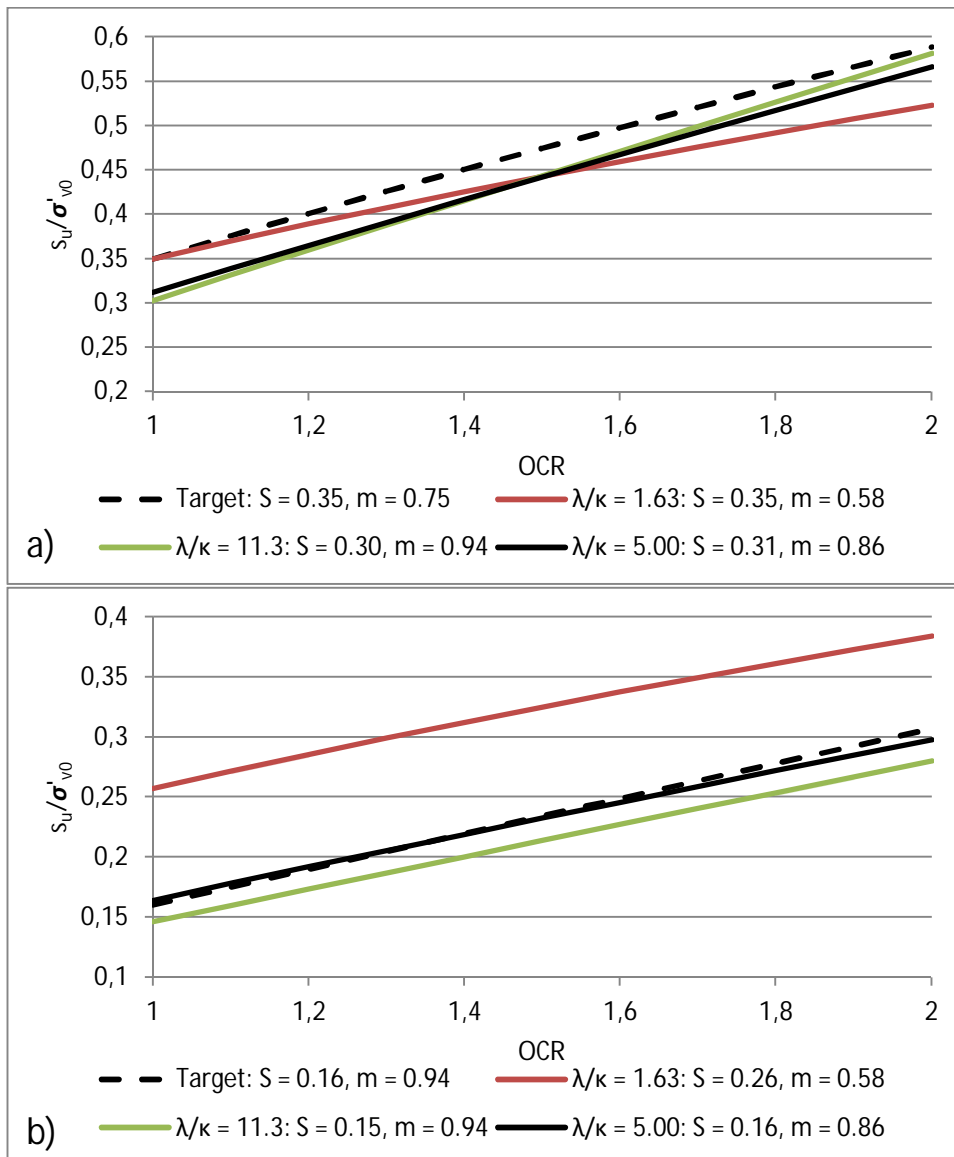 0,6
0,55
0,5
0,45
0,4
0,35
0,3
0,25
0,2
su/σ'v0
1 1,2 1,4 1,6 1,8 2
OCR
Target: S = 0.35, m = 0.75 λ/κ = 1.63: S = 0.35, m = 0.58
λ/κ = 11.3: S = 0.30, m = 0.94 λ/κ = 5.00: S = 0.31, m = 0.86
a)
0,4
0,35
0,3
0,25
0,2
0,15
0,1
su/σ'v0
1 1,2 1,4 1,6 1,8 2
OCR
Target: S = 0.16, m = 0.94 λ/κ = 1.63: S = 0.26, m = 0.58
λ/κ = 11.3: S = 0.15, m = 0.94 λ/κ = 5.00: S = 0.16, m = 0.86
b)